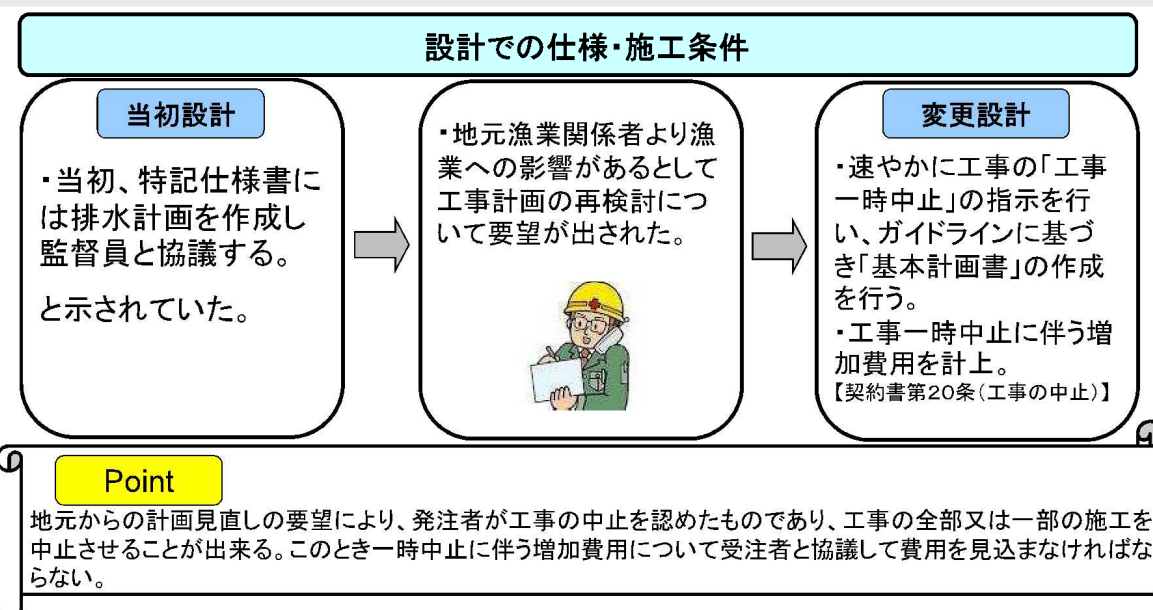 設計での仕様・施工条件
当初設計
・当初、特記仕様書に
は排水計画を作成し
監督員と協議する。
と示されていた。
・地元漁業関係者より漁
業への影響があるとして
工事計画の再検討につ
いて要望が出された。
変更設計
・速やかに工事の「工事
一時中止」の指示を行
い、ガイドラインに基づ
き「基本計画書」の作成
を行う。
・工事一時中止に伴う増
加費用を計上。
【契約書第20条(工事の中止)】
Point
地元からの計画見直しの要望により、発注者が工事の中止を認めたものであり、工事の全部又は一部の施工を
中止させることが出来る。このとき一時中止に伴う増加費用について受注者と協議して費用を見込まなければな
らない。